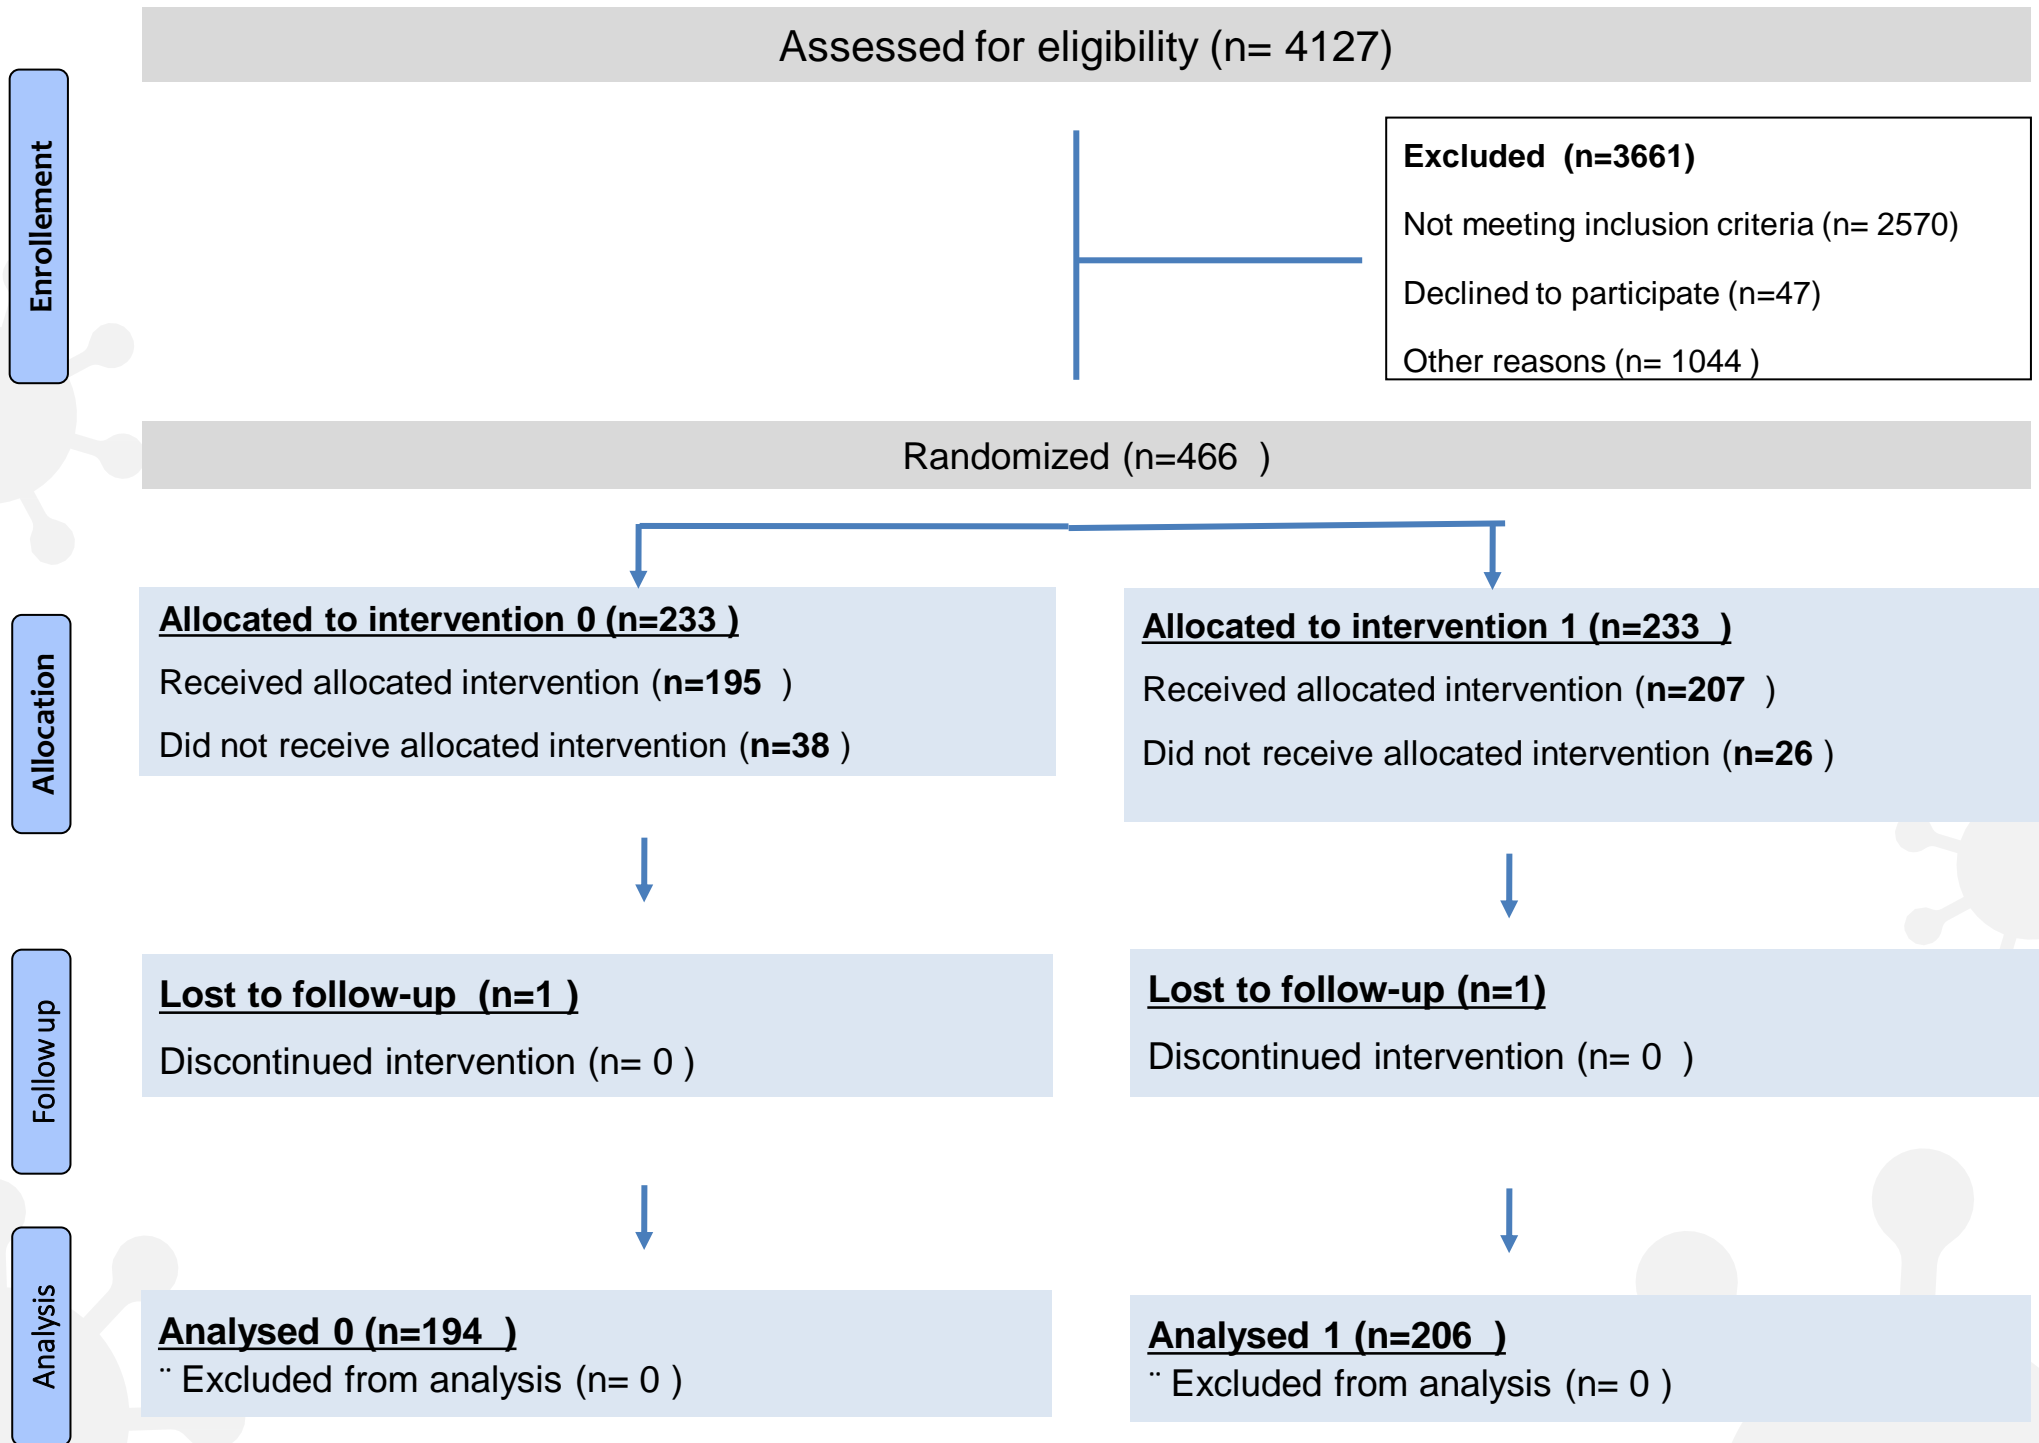 Assessed for eligibility (n= 4127)
Enrollement
Excluded (n=3661)
Not meeting inclusion criteria (n= 2570)
Declined to participate (n=47)
Other reasons (n= 1044 )
Randomized (n=466 )
Allocation
Allocated to intervention 0 (n=233 )
Received allocated intervention (n=195 )
Did not receive allocated intervention (n=38 )
Allocated to intervention 1 (n=233 )
Received allocated intervention (n=207 )
Did not receive allocated intervention (n=26 )
Follow up
Lost to follow-up (n=1 )
Discontinued intervention (n= 0 )
Lost to follow-up (n=1)
Discontinued intervention (n= 0 )
Analysis
Analysed 0 (n=194 )
¨ Excluded from analysis (n= 0 )
Analysed 1 (n=206 )
¨ Excluded from analysis (n= 0 )